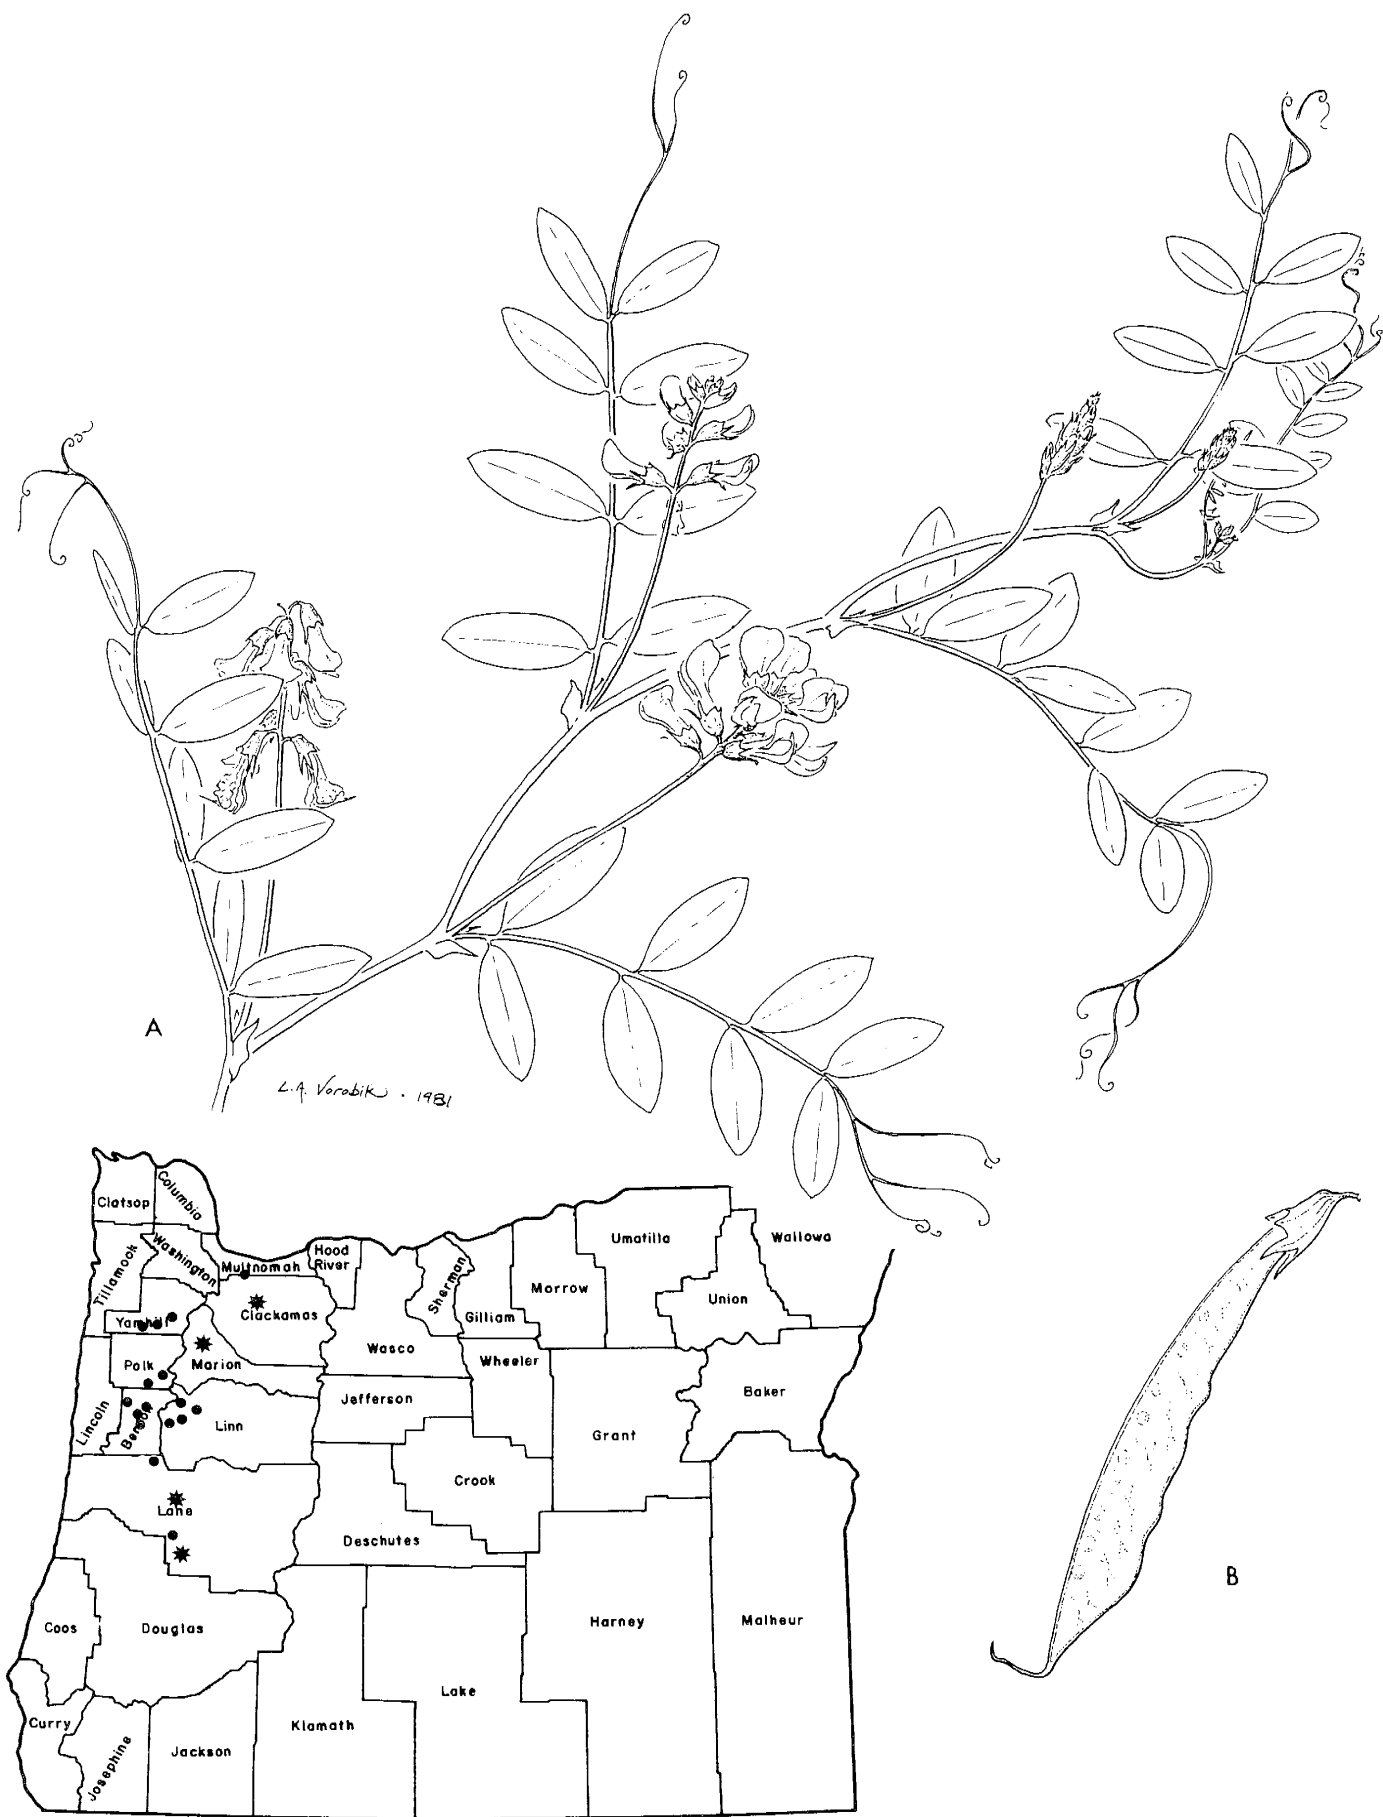 A
L.A. Vorobik · 1981
Clatsop
Columbia
Tillamook
Washington
Multnomah
Hood
River
Yamhill
Clackamas
Sherman
Gilliam
Morrow
Umatilla
Union
Wallowa
Polk
Marion
Wasco
Wheeler
Lincoln
Benton
Linn
Jefferson
Grant
Baker
Crook
Lane
Deschutes
Coos
Douglas
Harney
Malheur
Curry
Josephine
Jackson
Klamath
Lake
B